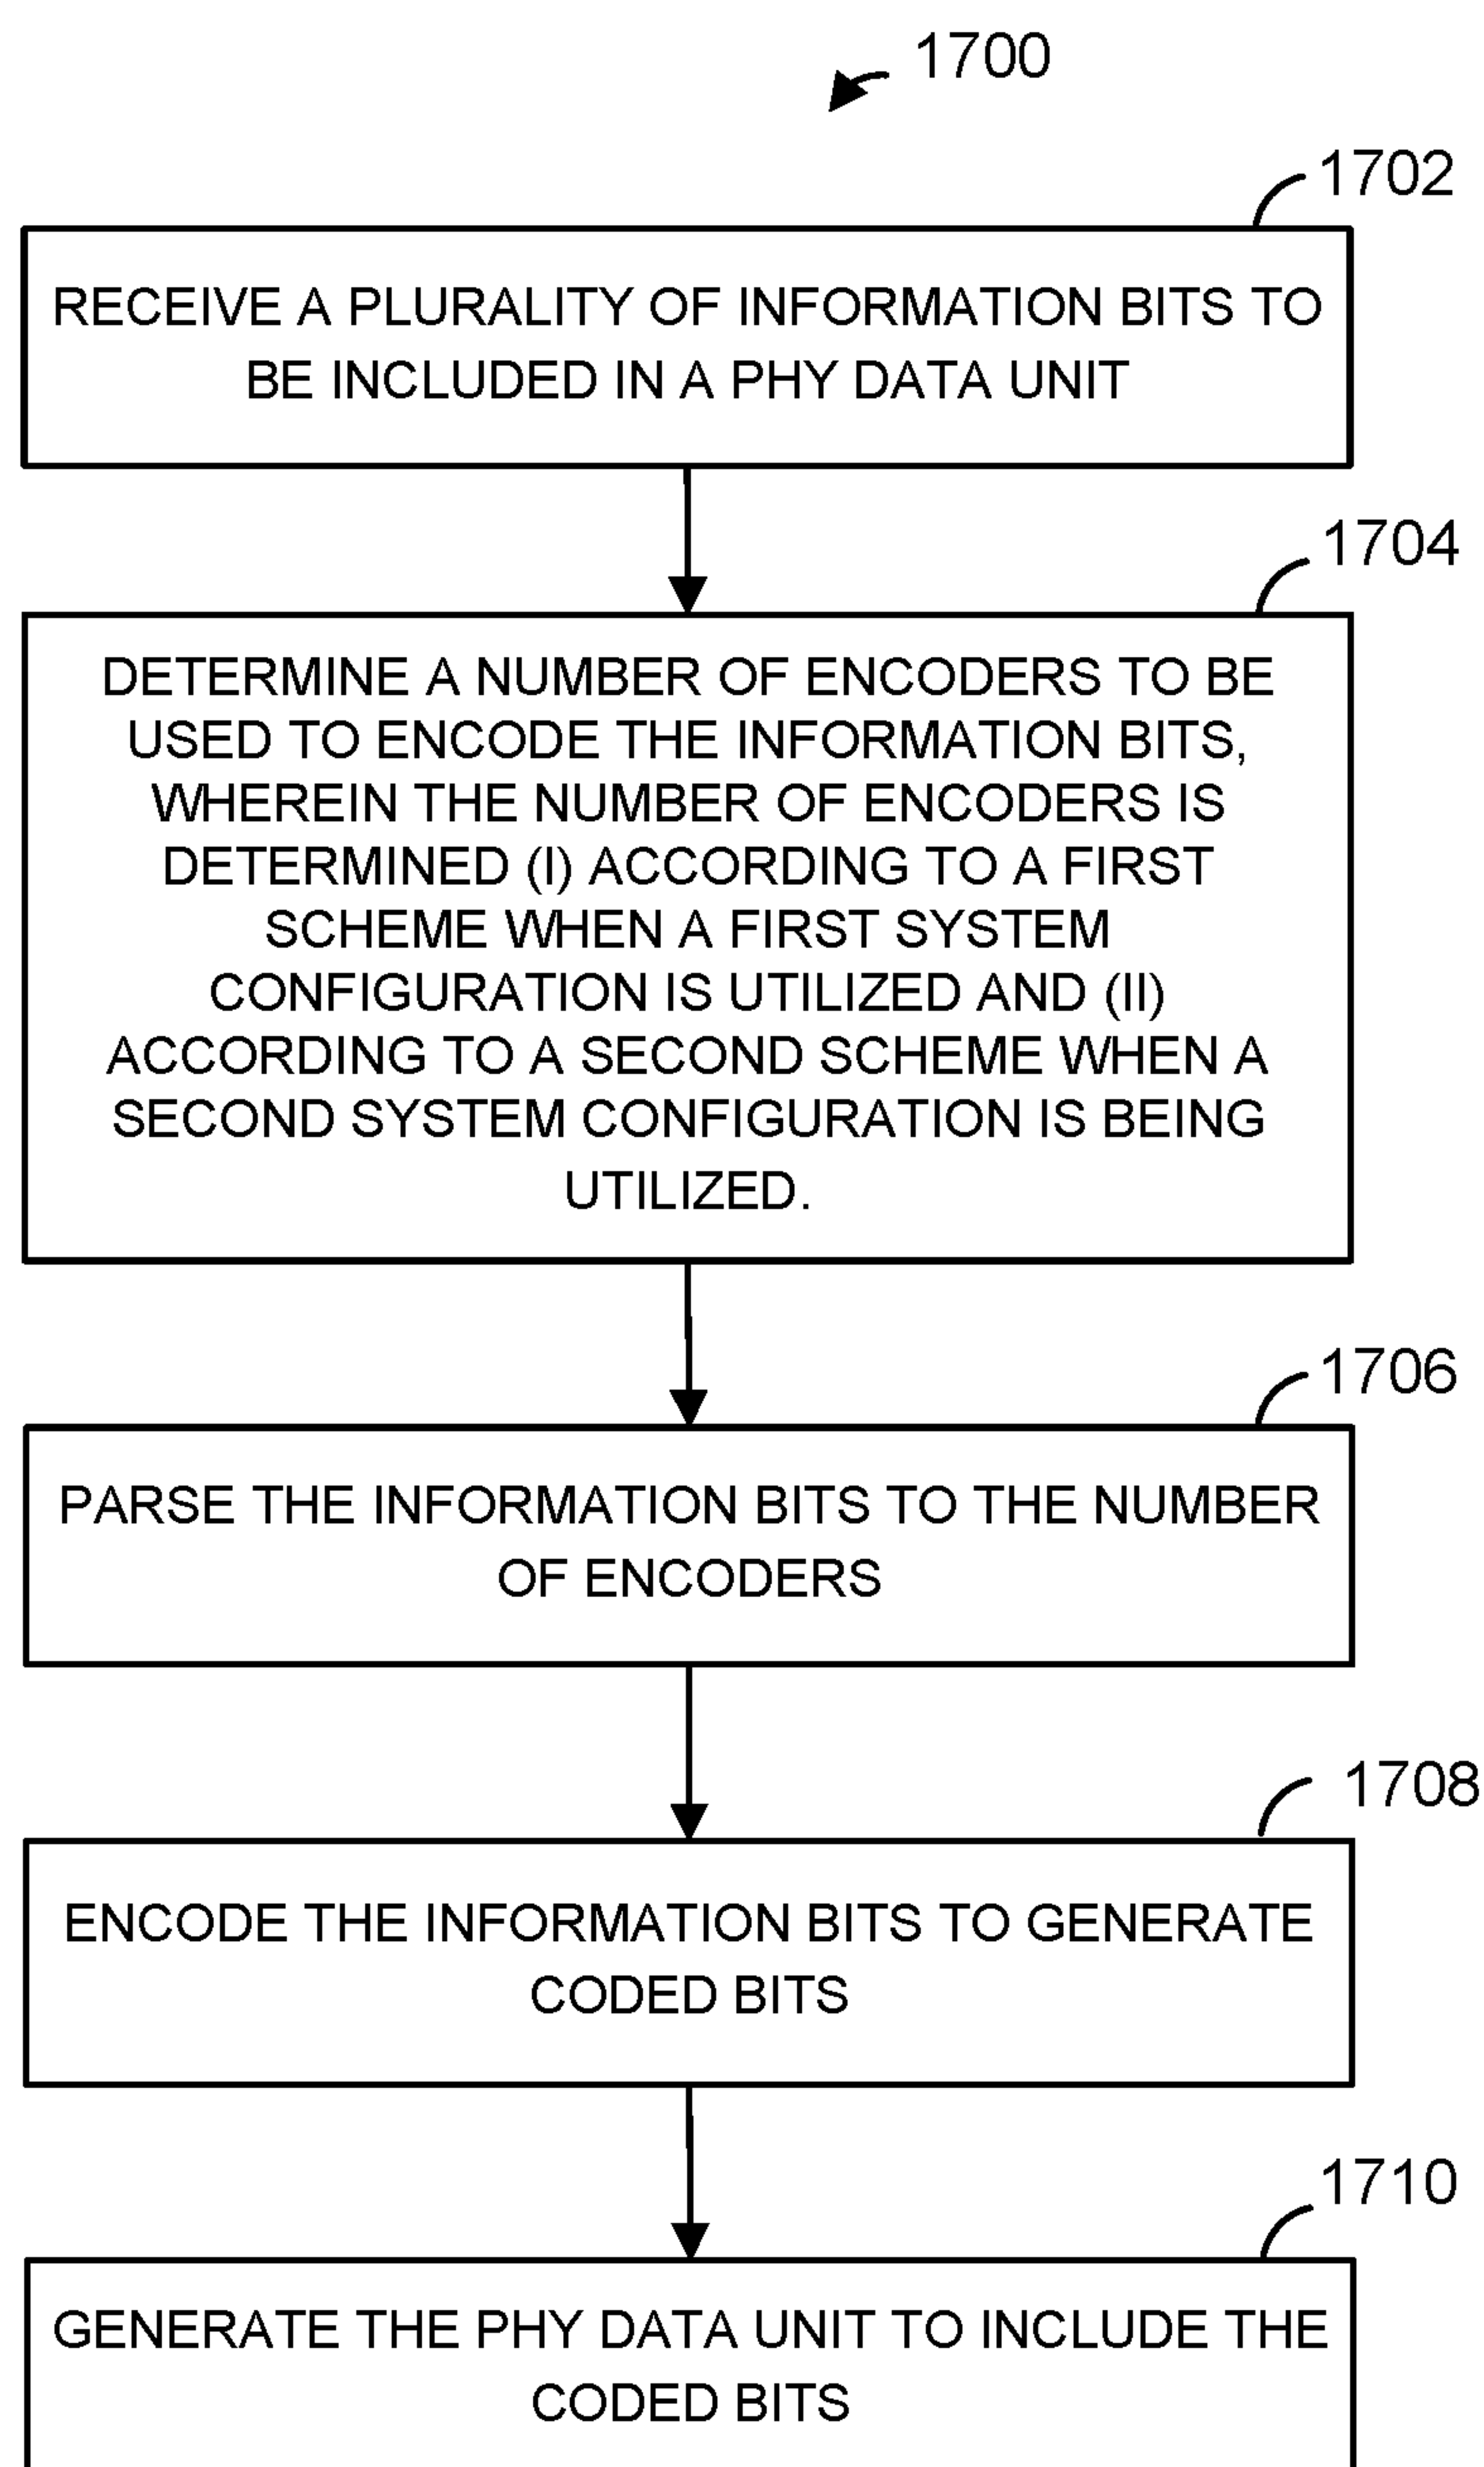 1700
1702
RECEIVE A PLURALITY OF INFORMATION BITS TO
BE INCLUDED IN A PHY DATA UNIT
1704
DETERMINE A NUMBER OF ENCODERS TO BE
USED TO ENCODE THE INFORMATION BITS,
WHEREIN THE NUMBER OF ENCODERS IS
DETERMINED (I) ACCORDING TO A FIRST
SCHEME WHEN A FIRST SYSTEM
CONFIGURATION IS UTILIZED AND (II)
ACCORDING TO A SECOND SCHEME WHEN A
SECOND SYSTEM CONFIGURATION IS BEING
UTILIZED.
1706
PARSE THE INFORMATION BITS TO THE NUMBER
OF ENCODERS
1708
ENCODE THE INFORMATION BITS TO GENERATE
CODED BITS
1710
GENERATE THE PHY DATA UNIT TO INCLUDE THE
CODED BITS